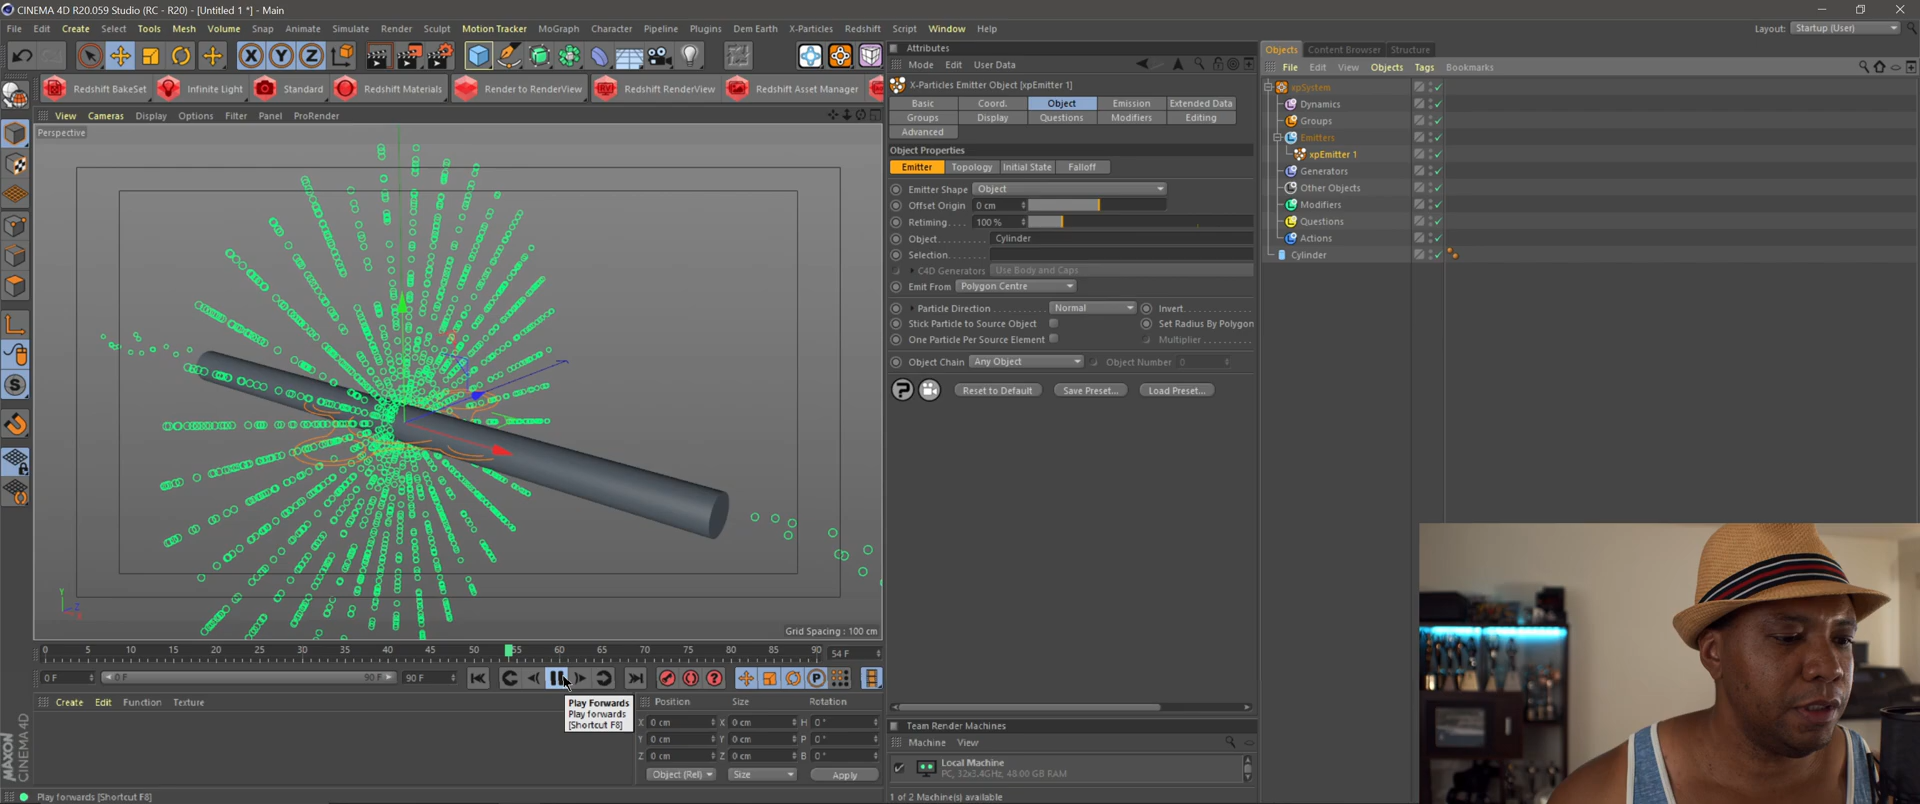 CINEMA 4D R20.059 Studio (RC - R20) - [Untitled 1 *] - Main
File Edit Create Select Tools Mesh Volume Snap Animate Simulate Render Sculpt Motion Tracker MoGraph Character Pipeline Plugins Dem Earth X-Particles Redshift Script Window Help
Layout: Startup (User)
X Y Z
Redshift BakeSet Infinite Light Standard Redshift Materials Render to RenderView Redshift RenderView Redshift Asset Manager
View Cameras Display Options Filter Panel ProRender
Perspective
Grid Spacing : 100 cm
0 5 10 15 20 25 30 35 40 45 50 55 60 65 70 75 80 85 90 54 F
0 F 0 F 90 F 90 F
Play Forwards
Play forwards
[Shortcut F8]
Create Edit Function Texture
Position Size Rotation
X 0 cm X 0 cm H 0 °
Y 0 cm Y 0 cm P 0 °
Z 0 cm Z 0 cm B 0 °
Object (Rel) Size Apply
MAXON
CINEMA 4D
Play forwards [Shortcut F8]
Attributes
Mode Edit User Data
X-Particles Emitter Object [xpEmitter 1]
Basic Coord. Object Emission Extended Data
Groups Display Questions Modifiers Editing
Advanced
Object Properties
Emitter Topology Initial State Falloff
Emitter Shape Object
Offset Origin 0 cm
Retiming. . . . 100 %
Object. . . . . . . . . . Cylinder
Selection. . . . . . . .
C4D Generators Use Body and Caps
Emit From Polygon Centre
Particle Direction Normal Invert.
Stick Particle to Source Object Set Radius By Polygon
One Particle Per Source Element Multiplier
Object Chain Any Object Object Number 0
Reset to Default Save Preset... Load Preset...
Team Render Machines
Machine View
Local Machine
PC, 32x3.4GHz, 48.00 GB RAM
1 of 2 Machine(s) available
Objects Content Browser Structure
File Edit View Objects Tags Bookmarks
xpSystem
Dynamics
Groups
Emitters
xpEmitter 1
Generators
Other Objects
Modifiers
Questions
Actions
Cylinder